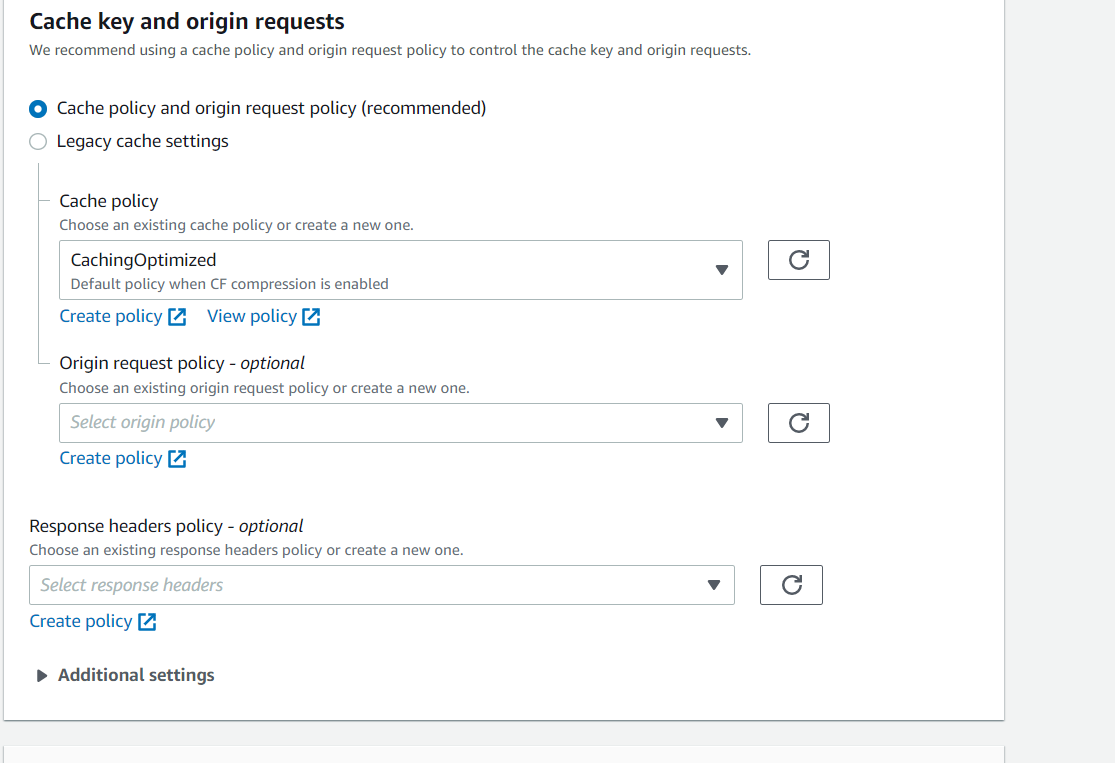 Cache key and origin requests
We recommend using a cache policy and origin request policy to control the cache key and origin requests.
Cache policy and origin request policy (recommended)
Legacy cache settings
Cache policy
Choose an existing cache policy or create a new one.
CachingOptimized
Default policy when CF compression is enabled
Create policy View policy
Origin request policy - optional
Choose an existing origin request policy or create a new one.
Select origin policy
Create policy
Response headers policy - optional
Choose an existing response headers policy or create a new one.
Select response headers
Create policy
Additional settings